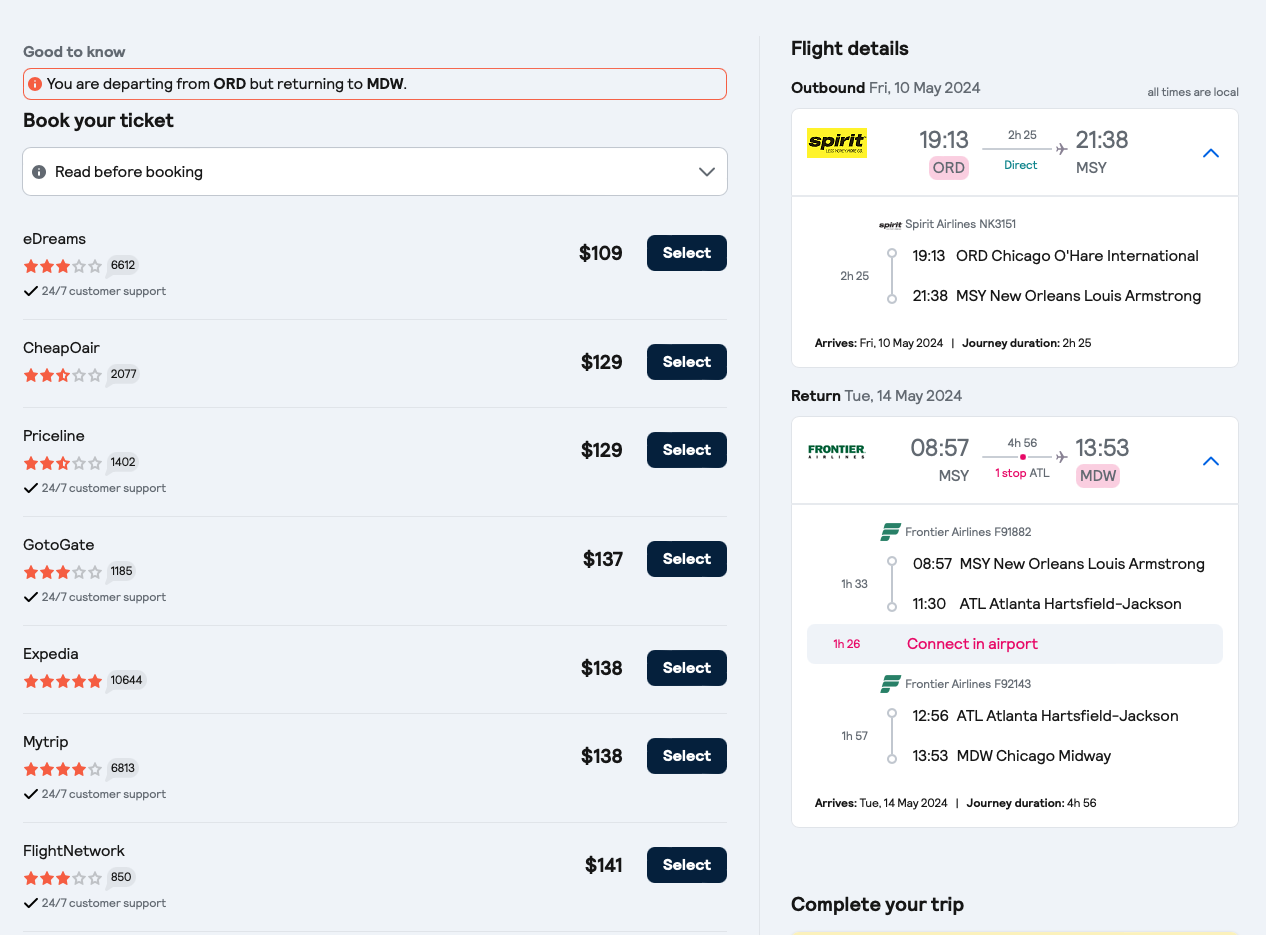 Good to know
You are departing from ORD but returning to MDW.
Book your ticket
Read before booking
eDreams
6612
24/7 customer support
$109
Select
CheapOair
2077
$129
Select
Priceline
1402
24/7 customer support
$129
Select
GotoGate
1185
24/7 customer support
$137
Select
Expedia
10644
$138
Select
Mytrip
6813
24/7 customer support
$138
Select
FlightNetwork
850
24/7 customer support
$141
Select
Flight details
Outbound Fri, 10 May 2024
all times are local
spirit
19:13
ORD
2h 25
Direct
21:38
MSY
spirit Spirit Airlines NK3151
2h 25
19:13 ORD Chicago O'Hare International
21:38 MSY New Orleans Louis Armstrong
Arrives: Fri, 10 May 2024 | Journey duration: 2h 25
Return Tue, 14 May 2024
FRONTIER
AIRLINES
08:57
MSY
4h 56
1 stop ATL
13:53
MDW
Frontier Airlines F91882
1h 33
08:57 MSY New Orleans Louis Armstrong
11:30 ATL Atlanta Hartsfield-Jackson
1h 26 Connect in airport
Frontier Airlines F92143
1h 57
12:56 ATL Atlanta Hartsfield-Jackson
13:53 MDW Chicago Midway
Arrives: Tue, 14 May 2024 | Journey duration: 4h 56
Complete your trip